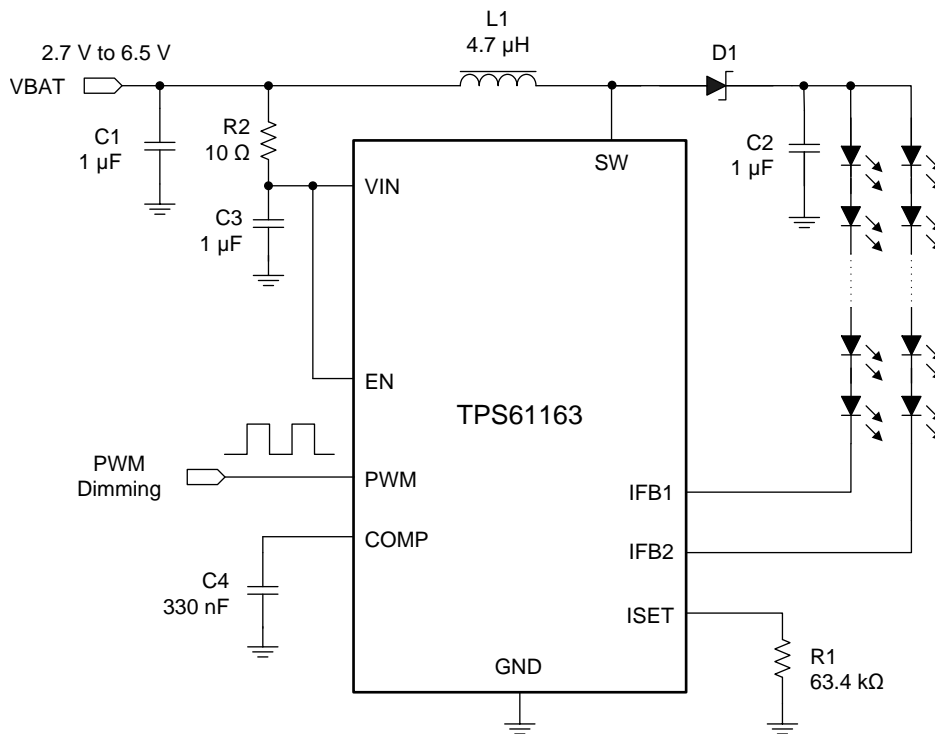 L1
4.7 µH
2.7 V to 6.5 V
VBAT
D1
C1
1 µF
R2
10 Ω
C2
1 µF
SW
VIN
C3
1 µF
EN
TPS61163
PWM
Dimming
PWM
IFB1
COMP
IFB2
C4
330 nF
ISET
R1
63.4 kΩ
GND